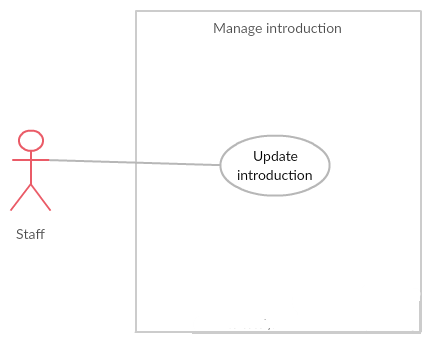 Manage introduction
Update
introduction
Staff